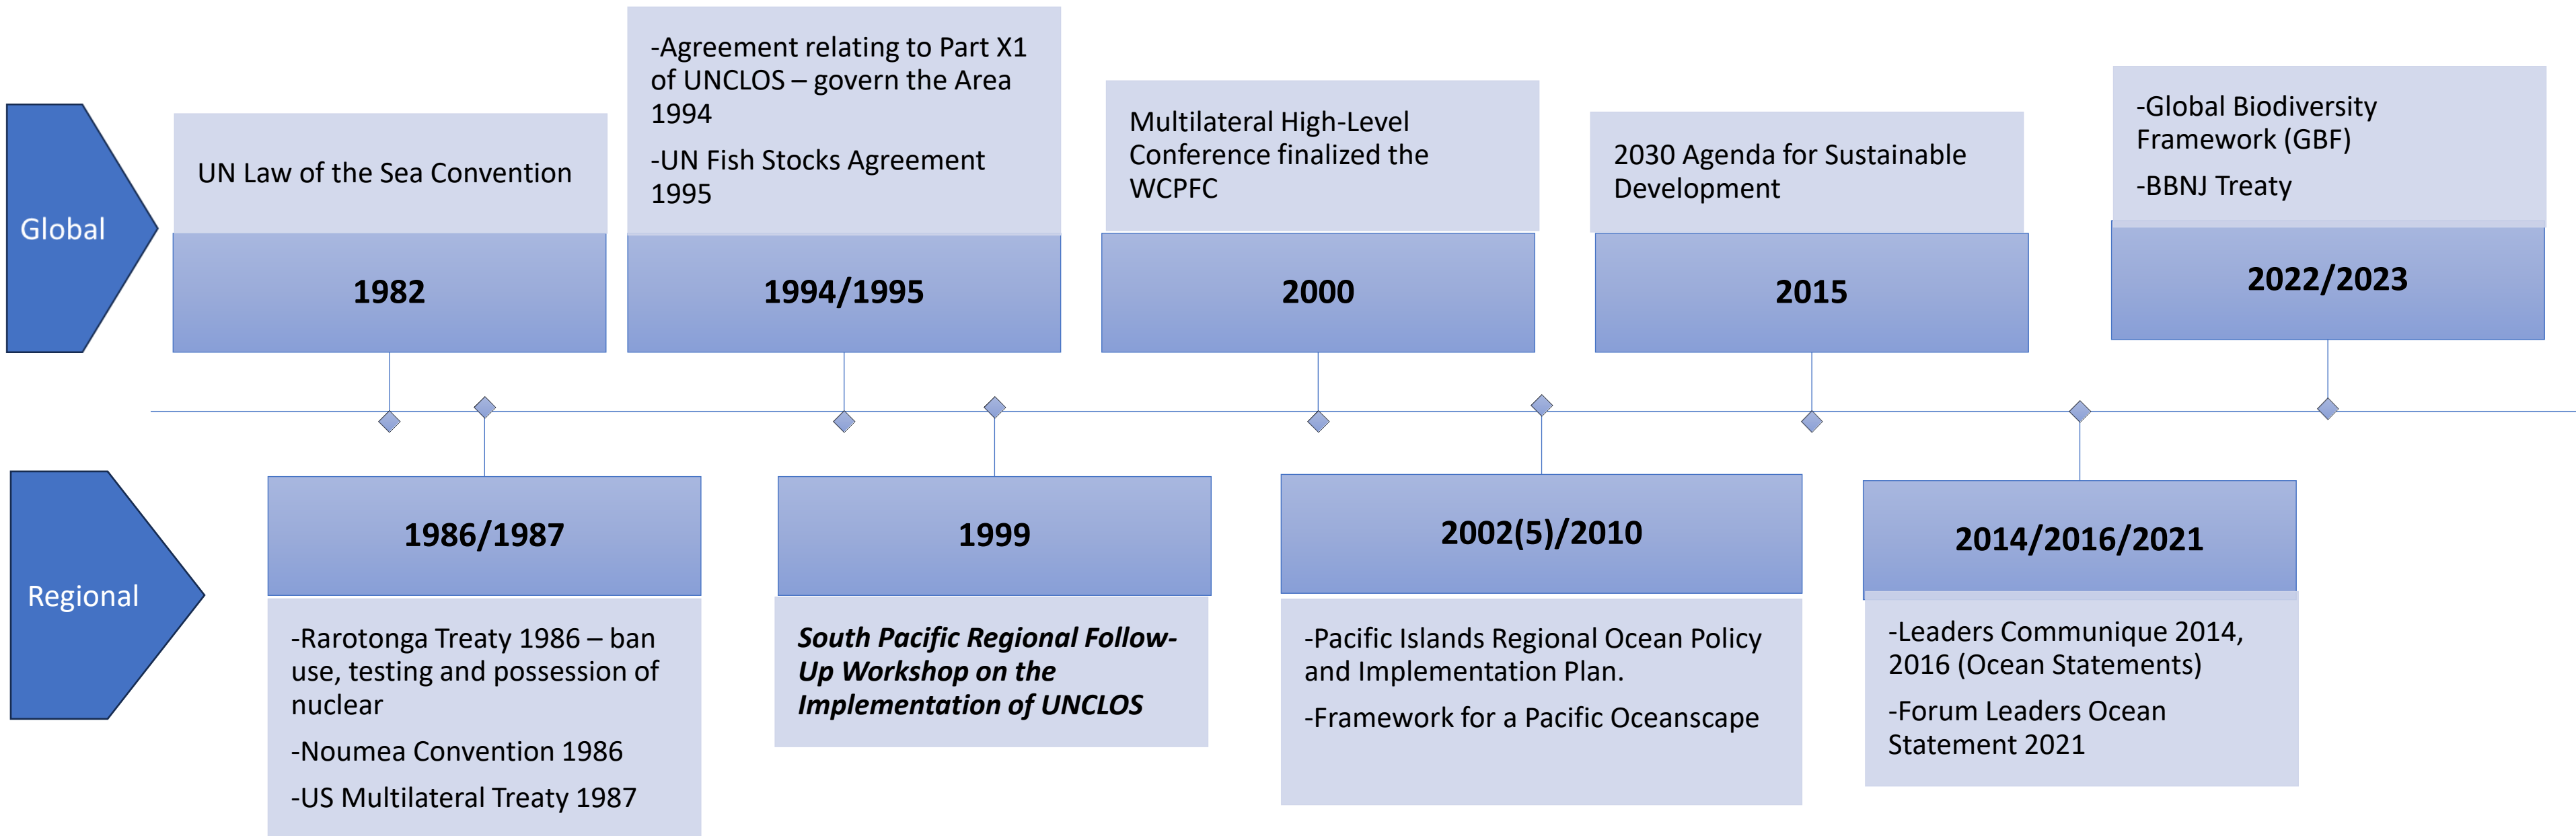 Global
UN Law of the Sea Convention
1982
-Agreement relating to Part X1
of UNCLOS – govern the Area
1994
-UN Fish Stocks Agreement
1995
1994/1995
Multilateral High-Level
Conference finalized the
WCPFC
2000
2030 Agenda for Sustainable
Development
2015
-Global Biodiversity
Framework (GBF)
-BBNJ Treaty
2022/2023
Regional
1986/1987
-Rarotonga Treaty 1986 – ban
use, testing and possession of
nuclear
-Noumea Convention 1986
-US Multilateral Treaty 1987
1999
South Pacific Regional Follow-
Up Workshop on the
Implementation of UNCLOS
2002(5)/2010
-Pacific Islands Regional Ocean Policy
and Implementation Plan.
-Framework for a Pacific Oceanscape
2014/2016/2021
-Leaders Communique 2014,
2016 (Ocean Statements)
-Forum Leaders Ocean
Statement 2021